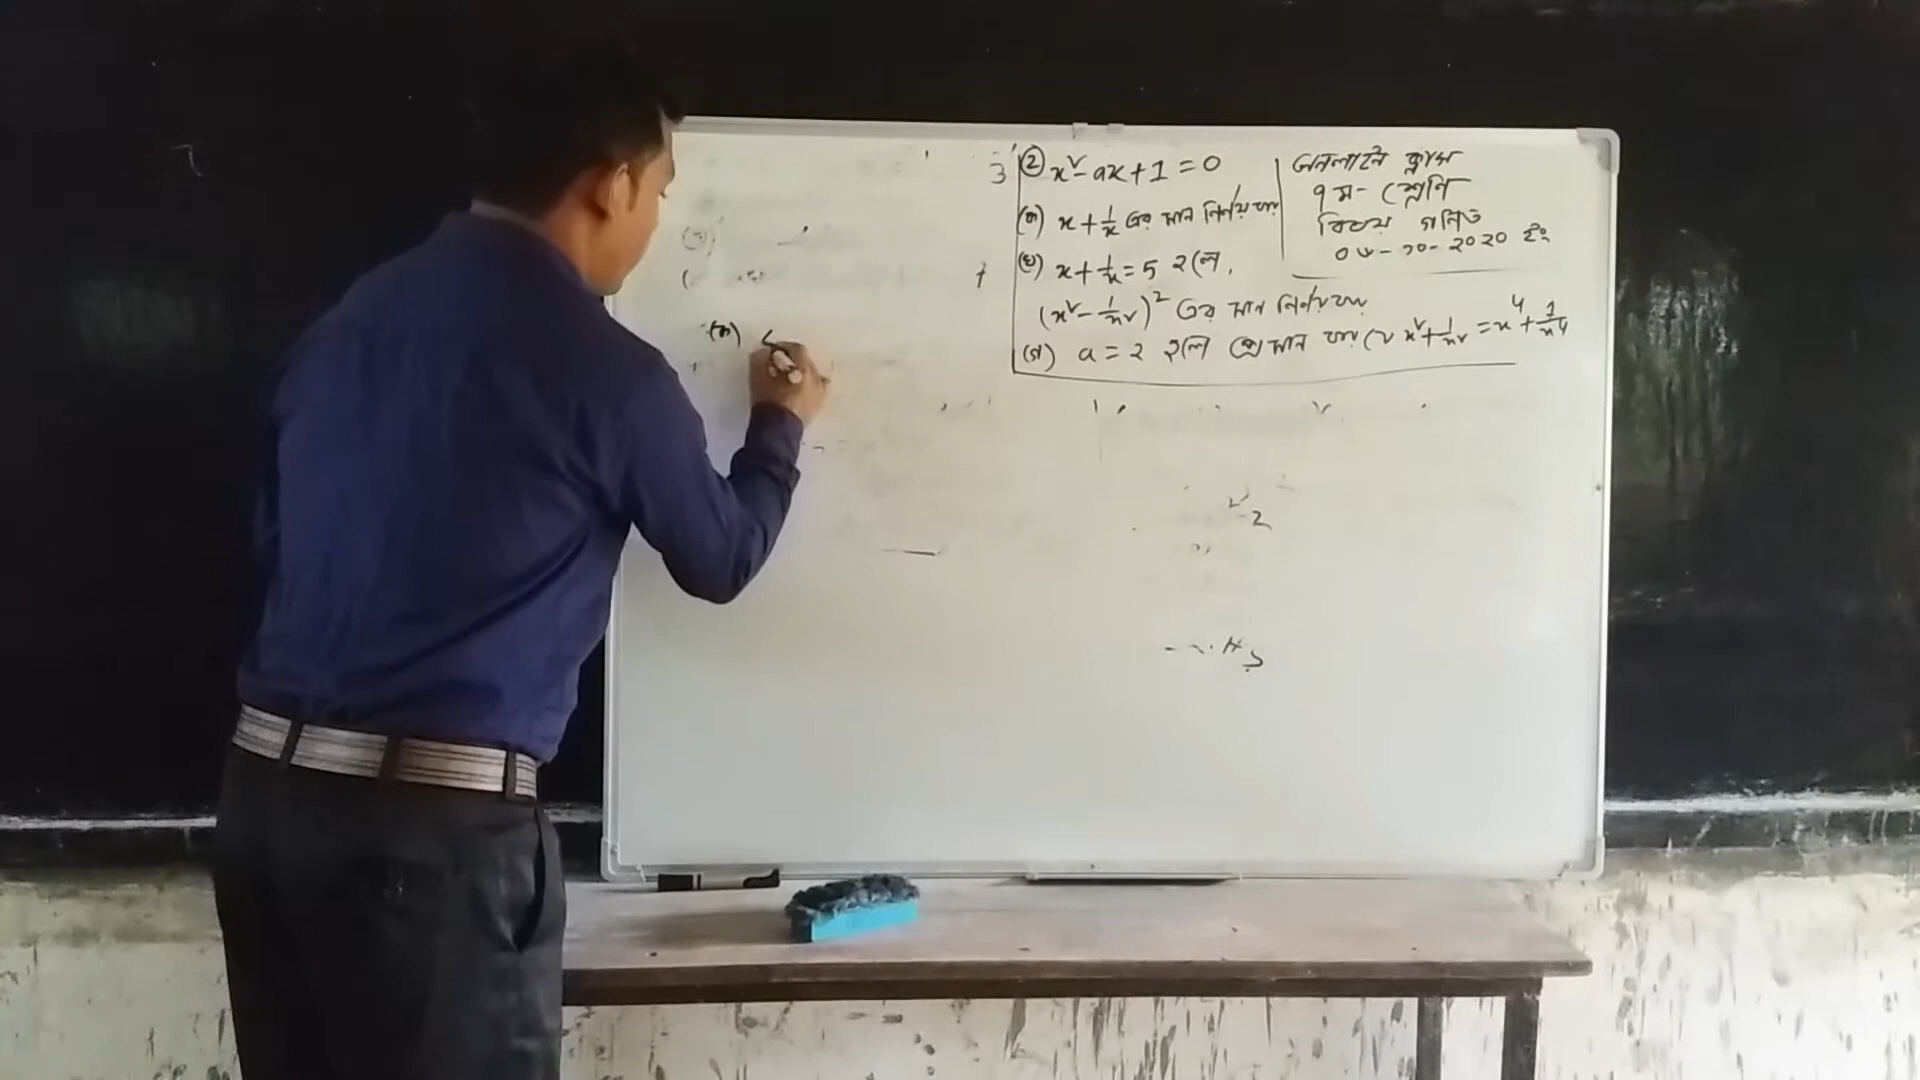 ② x² - ax + 1 = 0
(ক) x + 1/x এর মান নির্ণয় কর
(খ) x + 1/x = 5 হলে,
(x² - 1/x²)² এর মান নির্ণয় কর
(গ) a = 2 হলে প্রমান কর যে x² + 1/x² = x⁴ + 1/x⁴
অনলাইন ক্লাস
৭ম - শ্রেনি
বিষয় গনিত
০৬ - ১০ - ২০২০ ইং
(ক)